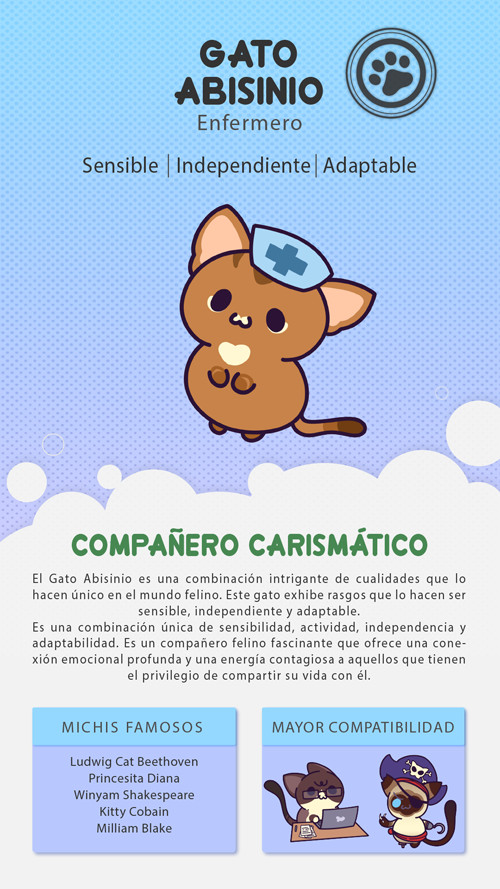 GATO
ABISINIO
Enfermero
Sensible | Independiente | Adaptable
COMPAÑERO CARISMÁTICO
El Gato Abisinio es una combinación intrigante de cualidades que lo
hacen único en el mundo felino. Este gato exhibe rasgos que lo hacen ser
sensible, independiente y adaptable.
Es una combinación única de sensibilidad, actividad, independencia y
adaptabilidad. Es un compañero felino fascinante que ofrece una cone-
xión emocional profunda y una energía contagiosa a aquellos que tienen
el privilegio de compartir su vida con él.
MICHIS FAMOSOS
Ludwig Cat Beethoven
Princesita Diana
Winyam Shakespeare
Kitty Cobain
Milliam Blake
MAYOR COMPATIBILIDAD